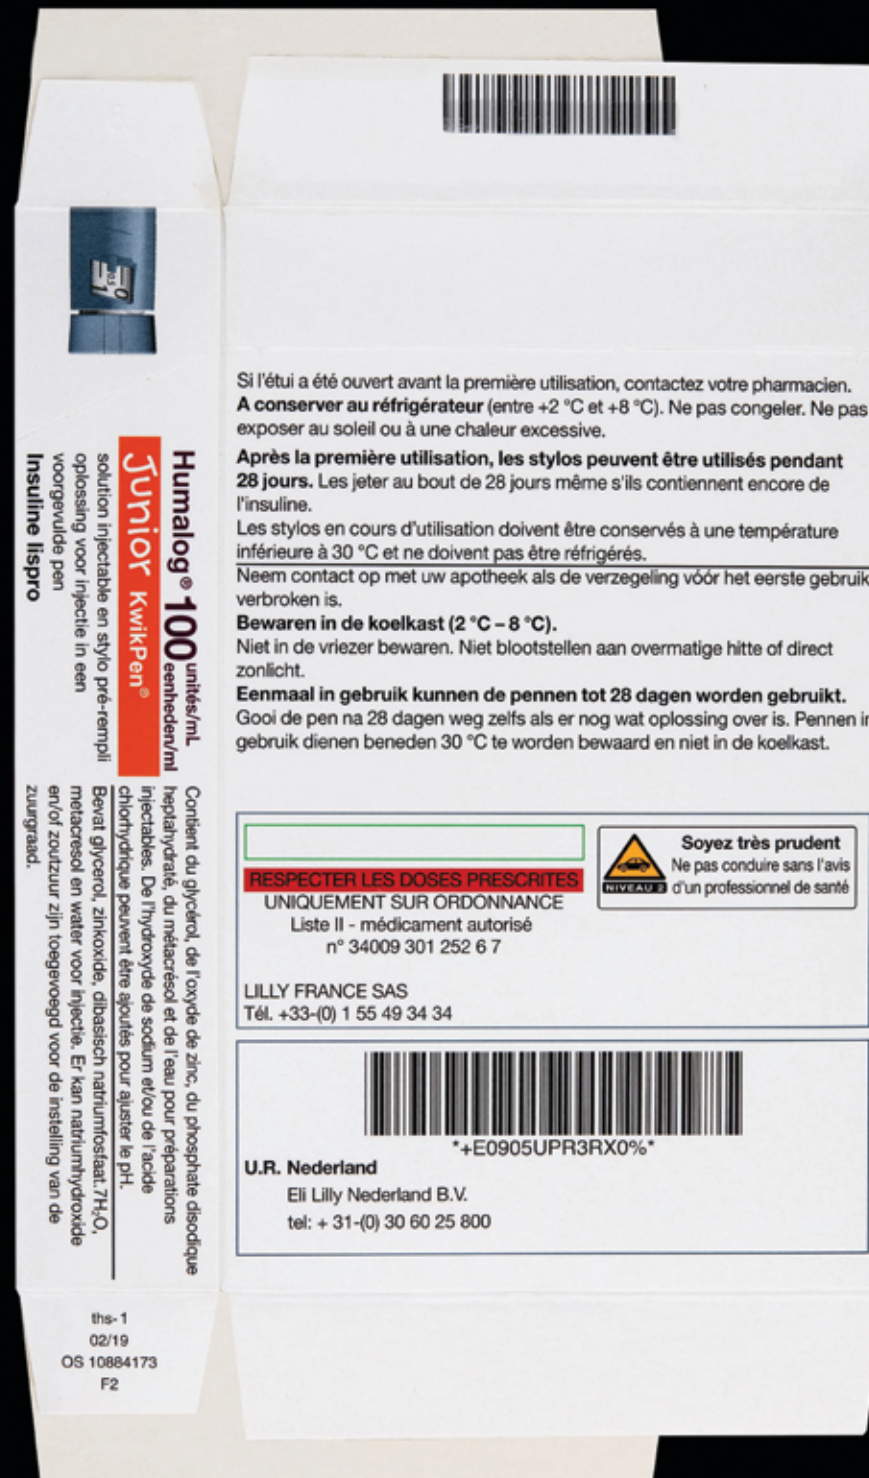 Humalog® 100 unités/mL
eenheden/ml
Junior KwikPen®
solution injectable en stylo pré-rempli
oplossing voor injectie in een
voorgevulde pen
Insuline lispro
Contient du glycérol, de l'oxyde de zinc, du phosphate disodique
heptahydraté, du métacrésol et de l'eau pour préparations
injectables. De l'hydroxyde de sodium et/ou de l'acide
chlorhydrique peuvent être ajoutés pour ajuster le pH.
Bevat glycerol, zinkoxide, dibasisch natriumfosfaat.7H₂O,
metacresol en water voor injectie. Er kan natriumhydroxide
en/of zoutzuur zijn toegevoegd voor de instelling van de
zuurgraad.
0
0.5
1
ths-1
02/19
OS 10884173
F2
Si l'étui a été ouvert avant la première utilisation, contactez votre pharmacien.
A conserver au réfrigérateur (entre +2 °C et +8 °C). Ne pas congeler. Ne pas
exposer au soleil ou à une chaleur excessive.
Après la première utilisation, les stylos peuvent être utilisés pendant
28 jours. Les jeter au bout de 28 jours même s'ils contiennent encore de
l'insuline.
Les stylos en cours d'utilisation doivent être conservés à une température
inférieure à 30 °C et ne doivent pas être réfrigérés.
Neem contact op met uw apotheek als de verzegeling vóór het eerste gebruik
verbroken is.
Bewaren in de koelkast (2 °C – 8 °C).
Niet in de vriezer bewaren. Niet blootstellen aan overmatige hitte of direct
zonlicht.
Eenmaal in gebruik kunnen de pennen tot 28 dagen worden gebruikt.
Gooi de pen na 28 dagen weg zelfs als er nog wat oplossing over is. Pennen in
gebruik dienen beneden 30 °C te worden bewaard en niet in de koelkast.
RESPECTER LES DOSES PRESCRITES
UNIQUEMENT SUR ORDONNANCE
Liste II - médicament autorisé
n° 34009 301 252 6 7
LILLY FRANCE SAS
Tél. +33-(0) 1 55 49 34 34
NIVEAU 2
Soyez très prudent
Ne pas conduire sans l'avis
d'un professionnel de santé
*+E0905UPR3RX0%*
U.R. Nederland
Eli Lilly Nederland B.V.
tel: + 31-(0) 30 60 25 800